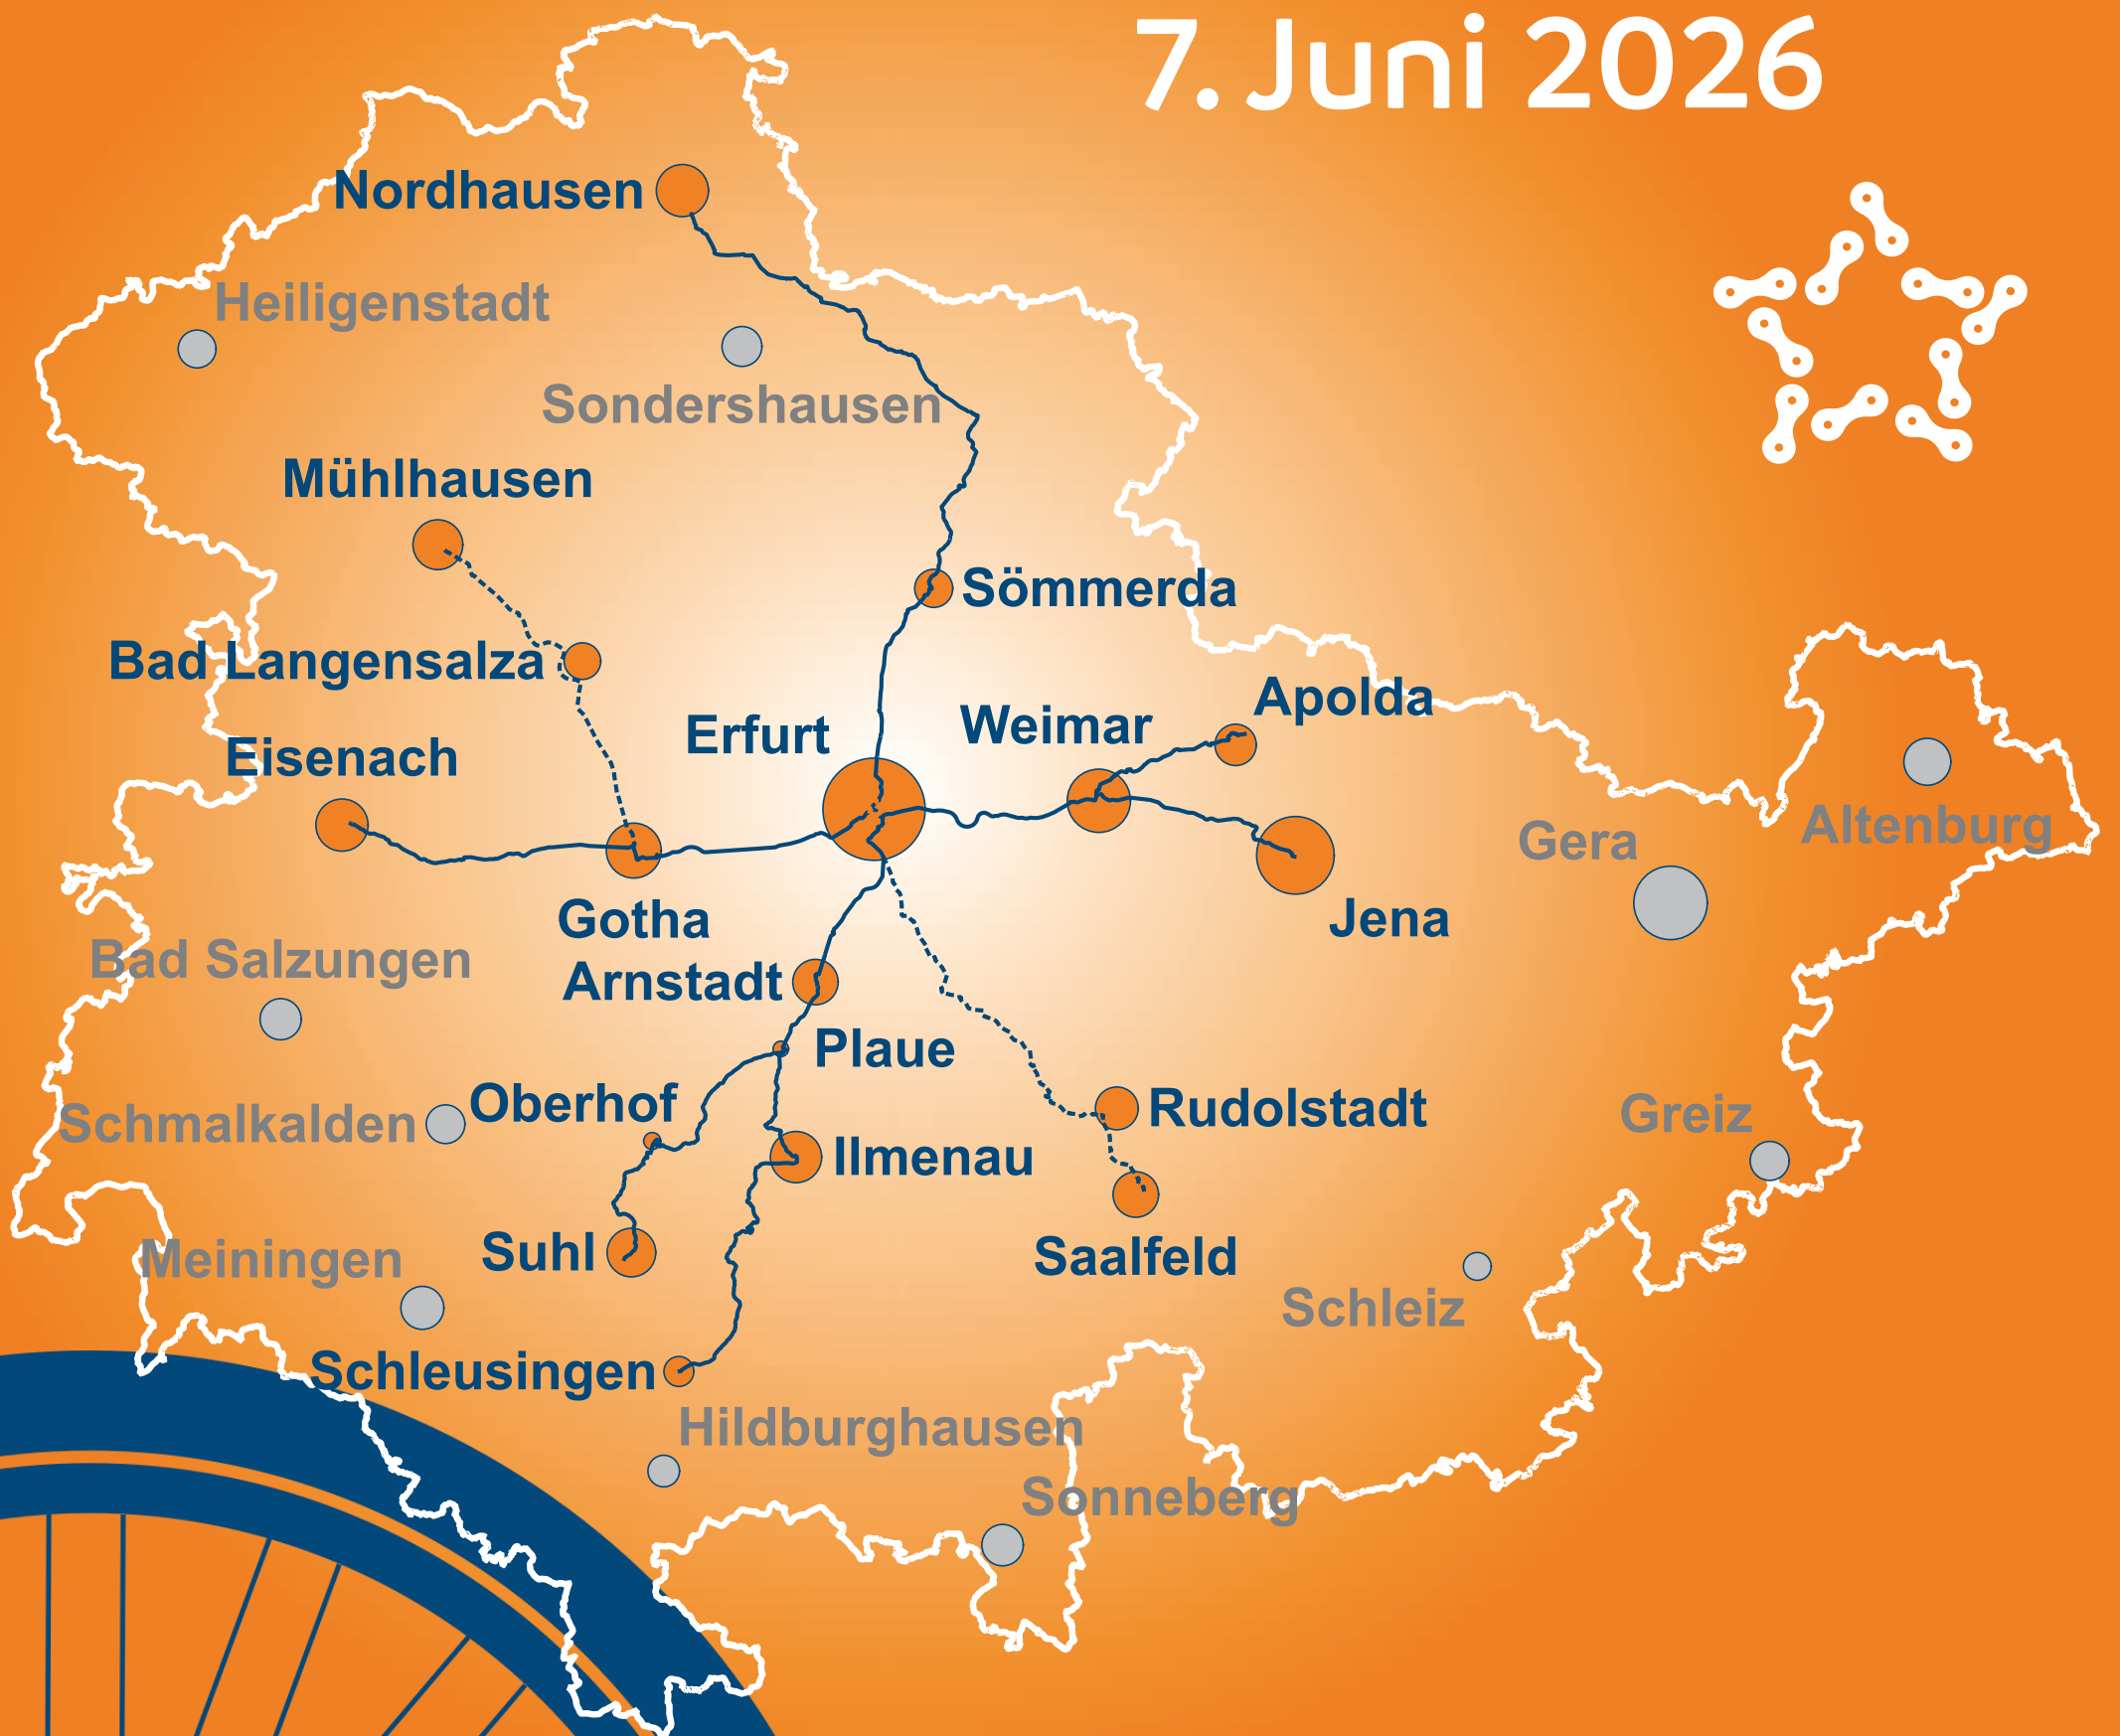 7. Juni 2026
Nordhausen
Heiligenstadt
Sondershausen
Mühlhausen
Sömmerda
Bad Langensalza
Apolda
Weimar
Erfurt
Eisenach
Altenburg
Gera
Gotha
Jena
Bad Salzungen
Arnstadt
Plaue
Oberhof
Rudolstadt
Greiz
Schmalkalden
Ilmenau
Suhl
Saalfeld
Meiningen
Schleiz
Schleusingen
Hildburghausen
Sonneberg